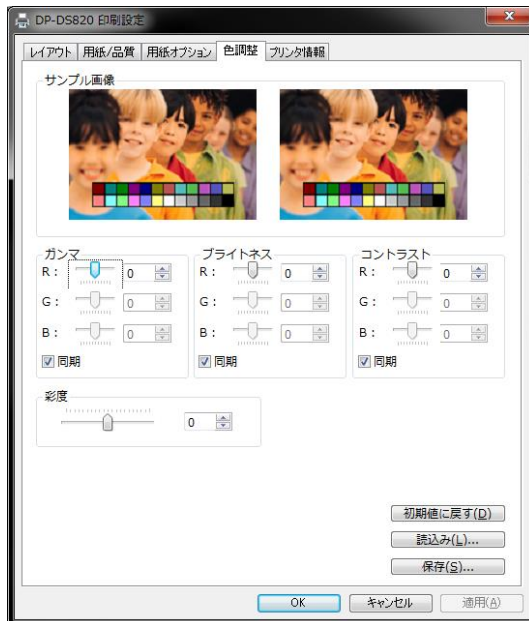 DP-DS820 印刷設定
レイアウト 用紙/品質 用紙オプション 色調整 プリンタ情報
サンプル画像
ガンマ ブライトネス コントラスト
R : 0 R : 0 R : 0
G : 0 G : 0 G : 0
B : 0 B : 0 B : 0
同期 同期 同期
彩度
0
初期値に戻す(D)
読込み(L)...
保存(S)...
OK キャンセル 適用(A)